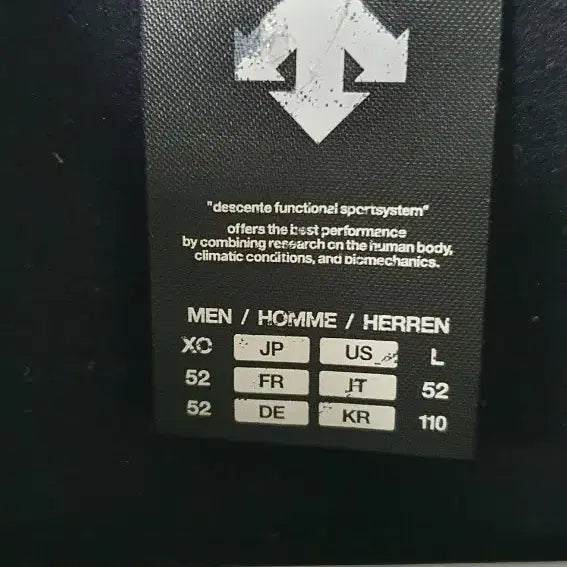 "descente functional sportsystem"
offers the best performance
by combining research on the human body,
climatic conditions, and biomechanics.
MEN / HOMME / HERREN
XO JP US L
52 FR IT 52
52 DE KR 110